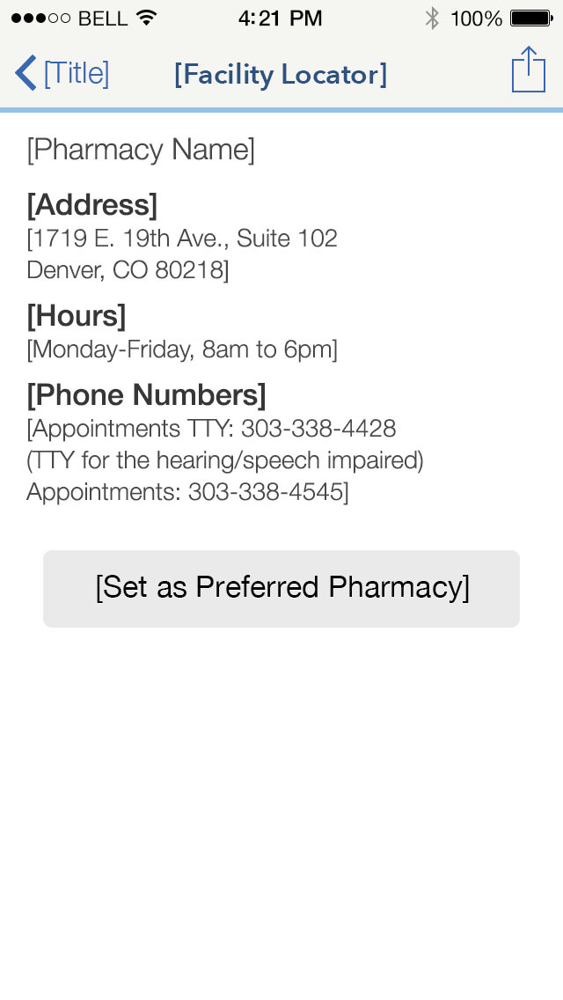 BELL 4:21 PM 100%
[Title] [Facility Locator]
[Pharmacy Name]
[Address]
[1719 E. 19th Ave., Suite 102
Denver, CO 80218]
[Hours]
[Monday-Friday, 8am to 6pm]
[Phone Numbers]
[Appointments TTY: 303-338-4428
(TTY for the hearing/speech impaired)
Appointments: 303-338-4545]
[Set as Preferred Pharmacy]